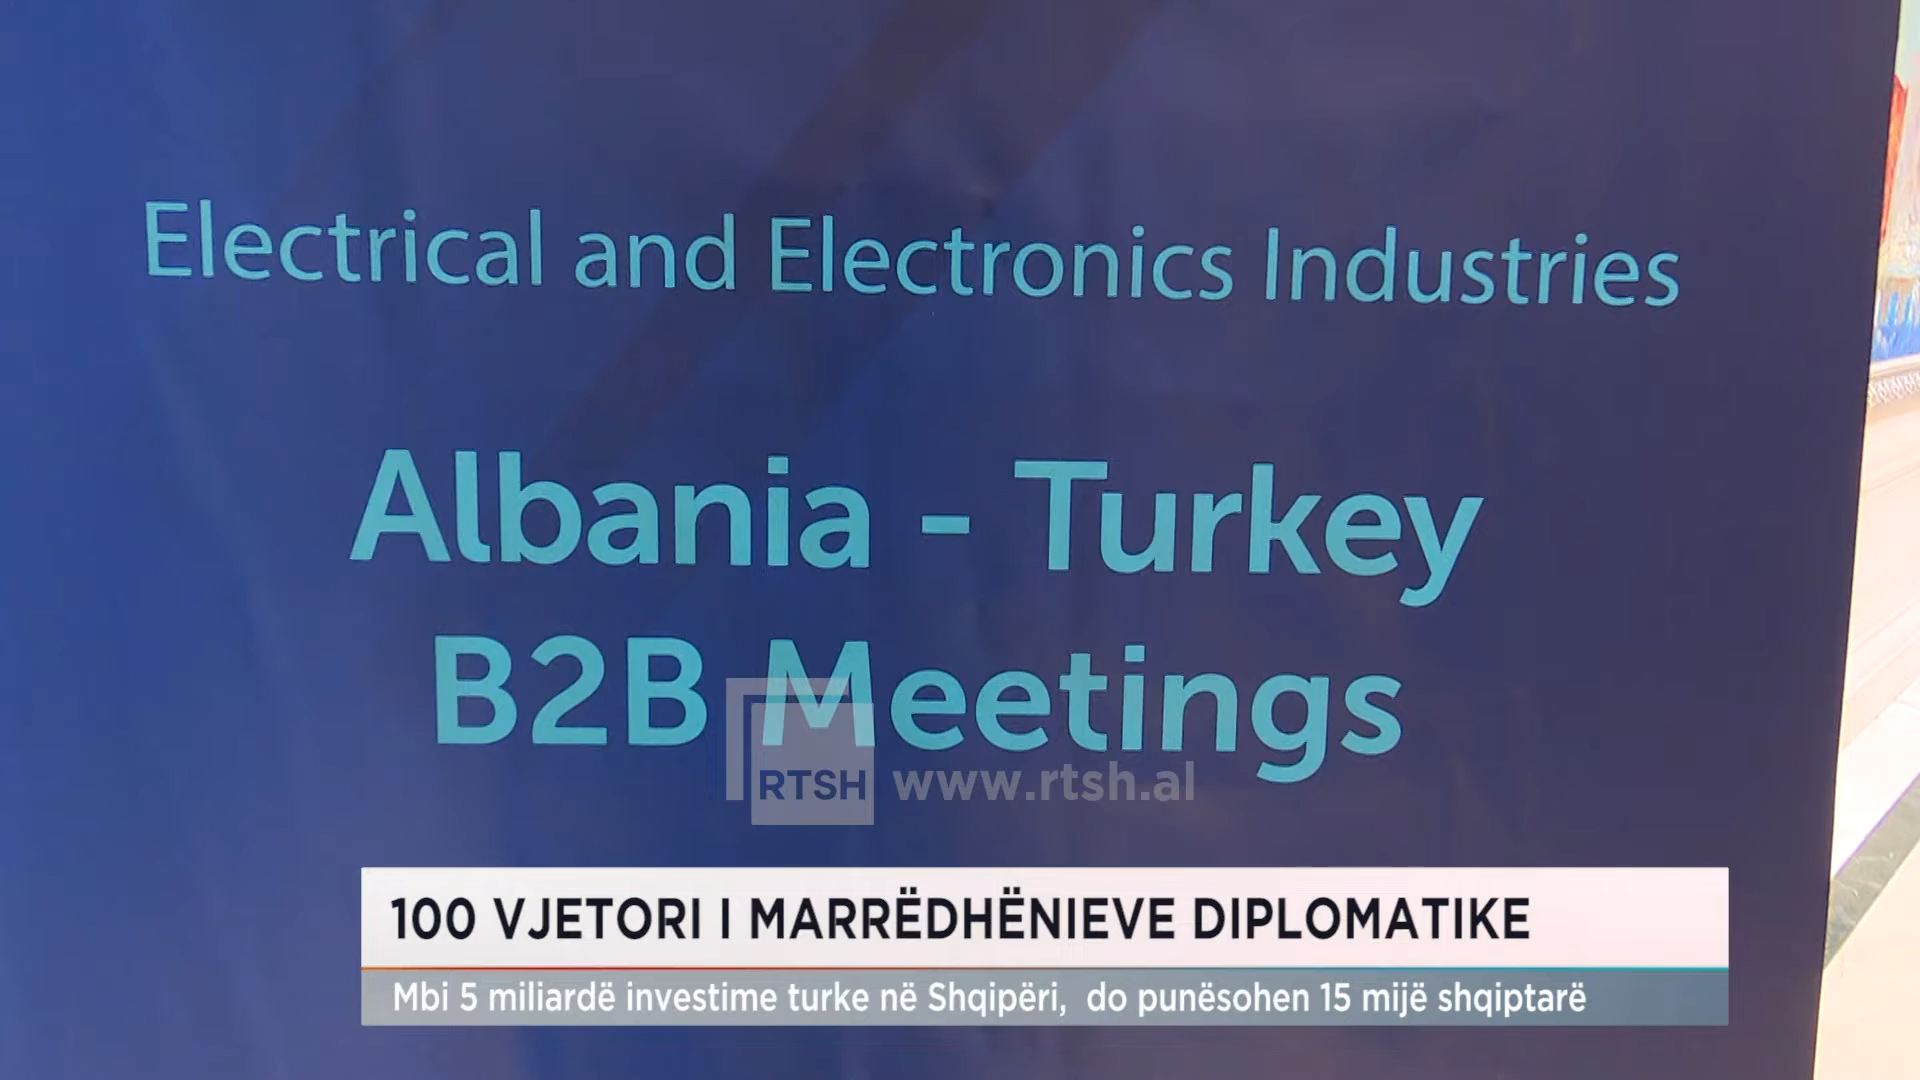 Electrical and Electronics Industries
Albania - Turkey
B2B Meetings
RTSH www.rtsh.al
100 VJETORI I MARRËDHËNIEVE DIPLOMATIKE
Mbi 5 miliardë investime turke në Shqipëri, do punësohen 15 mijë shqiptarë